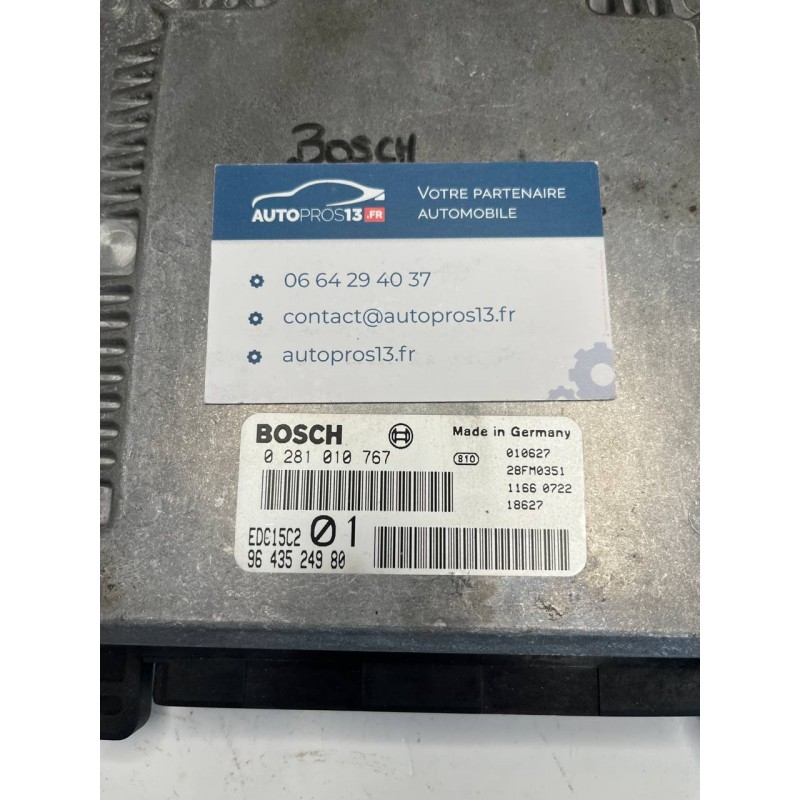 BOSCH
AUTOPROS13.FR
VOTRE PARTENAIRE
AUTOMOBILE
06 64 29 40 37
contact@autopros13.fr
autopros13.fr
BOSCH Made in Germany
0 281 010 767 810 010627
28FM0351
1166 0722
18627
EDC15C2 01
96 435 249 80